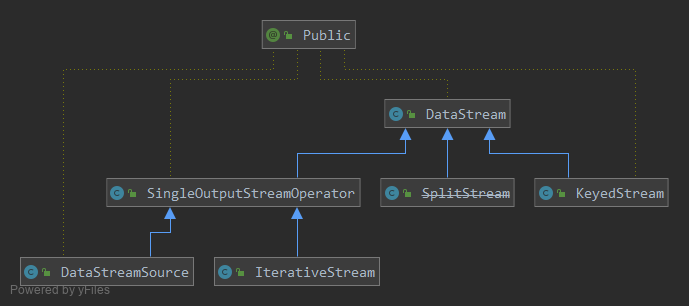 @ Public
C DataStream
C SingleOutputStreamOperator
C SplitStream
C KeyedStream
C DataStreamSource
C IterativeStream
Powered by yFiles